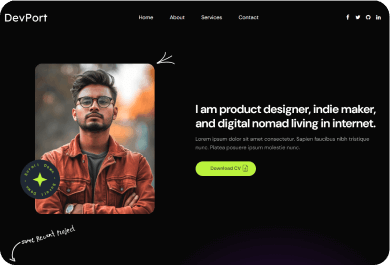 DevPort
Home About Services Contact
I am product designer, indie maker,
and digital nomad living in internet.
Lorem ipsum dolor sit amet consectetur. Sapien faucibus nibh tristique
nunc. Platea posuere ipsum molestie nunc.
Download CV
some Recent Project